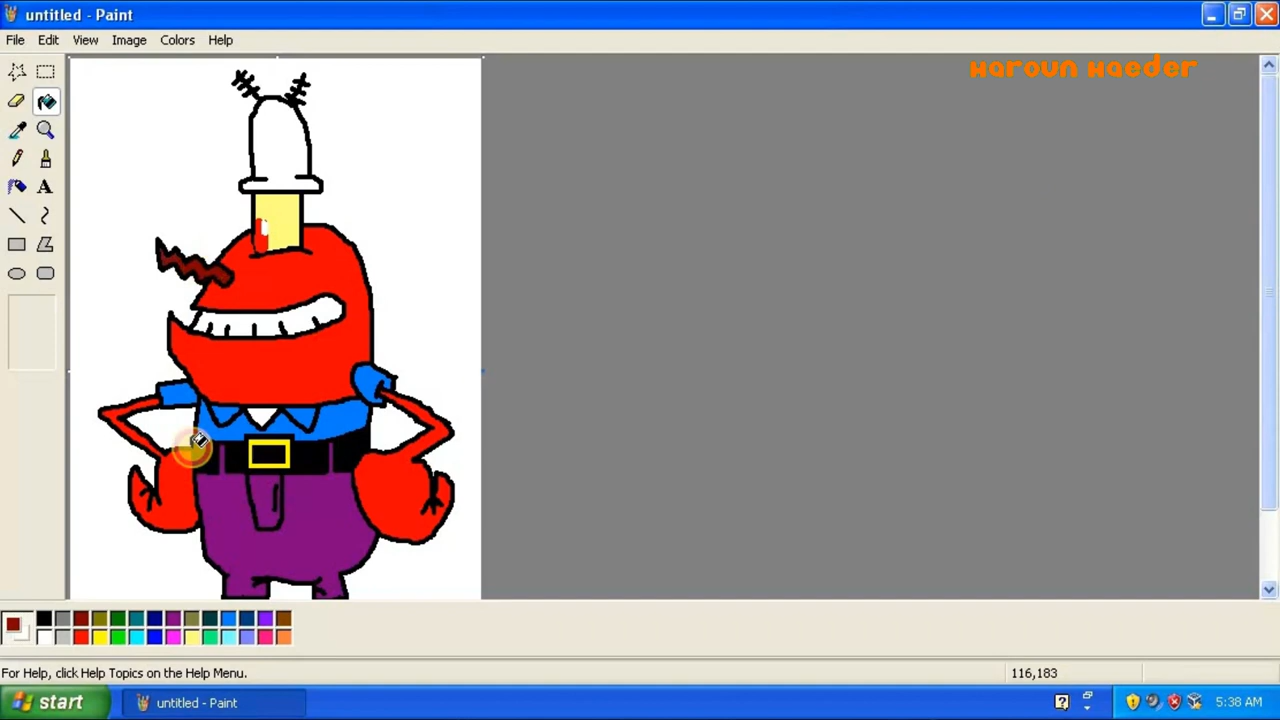 untitled - Paint
File Edit View Image Colors Help
Haroun Haeder
For Help, click Help Topics on the Help Menu.
116,183
start
untitled - Paint
5:38 AM